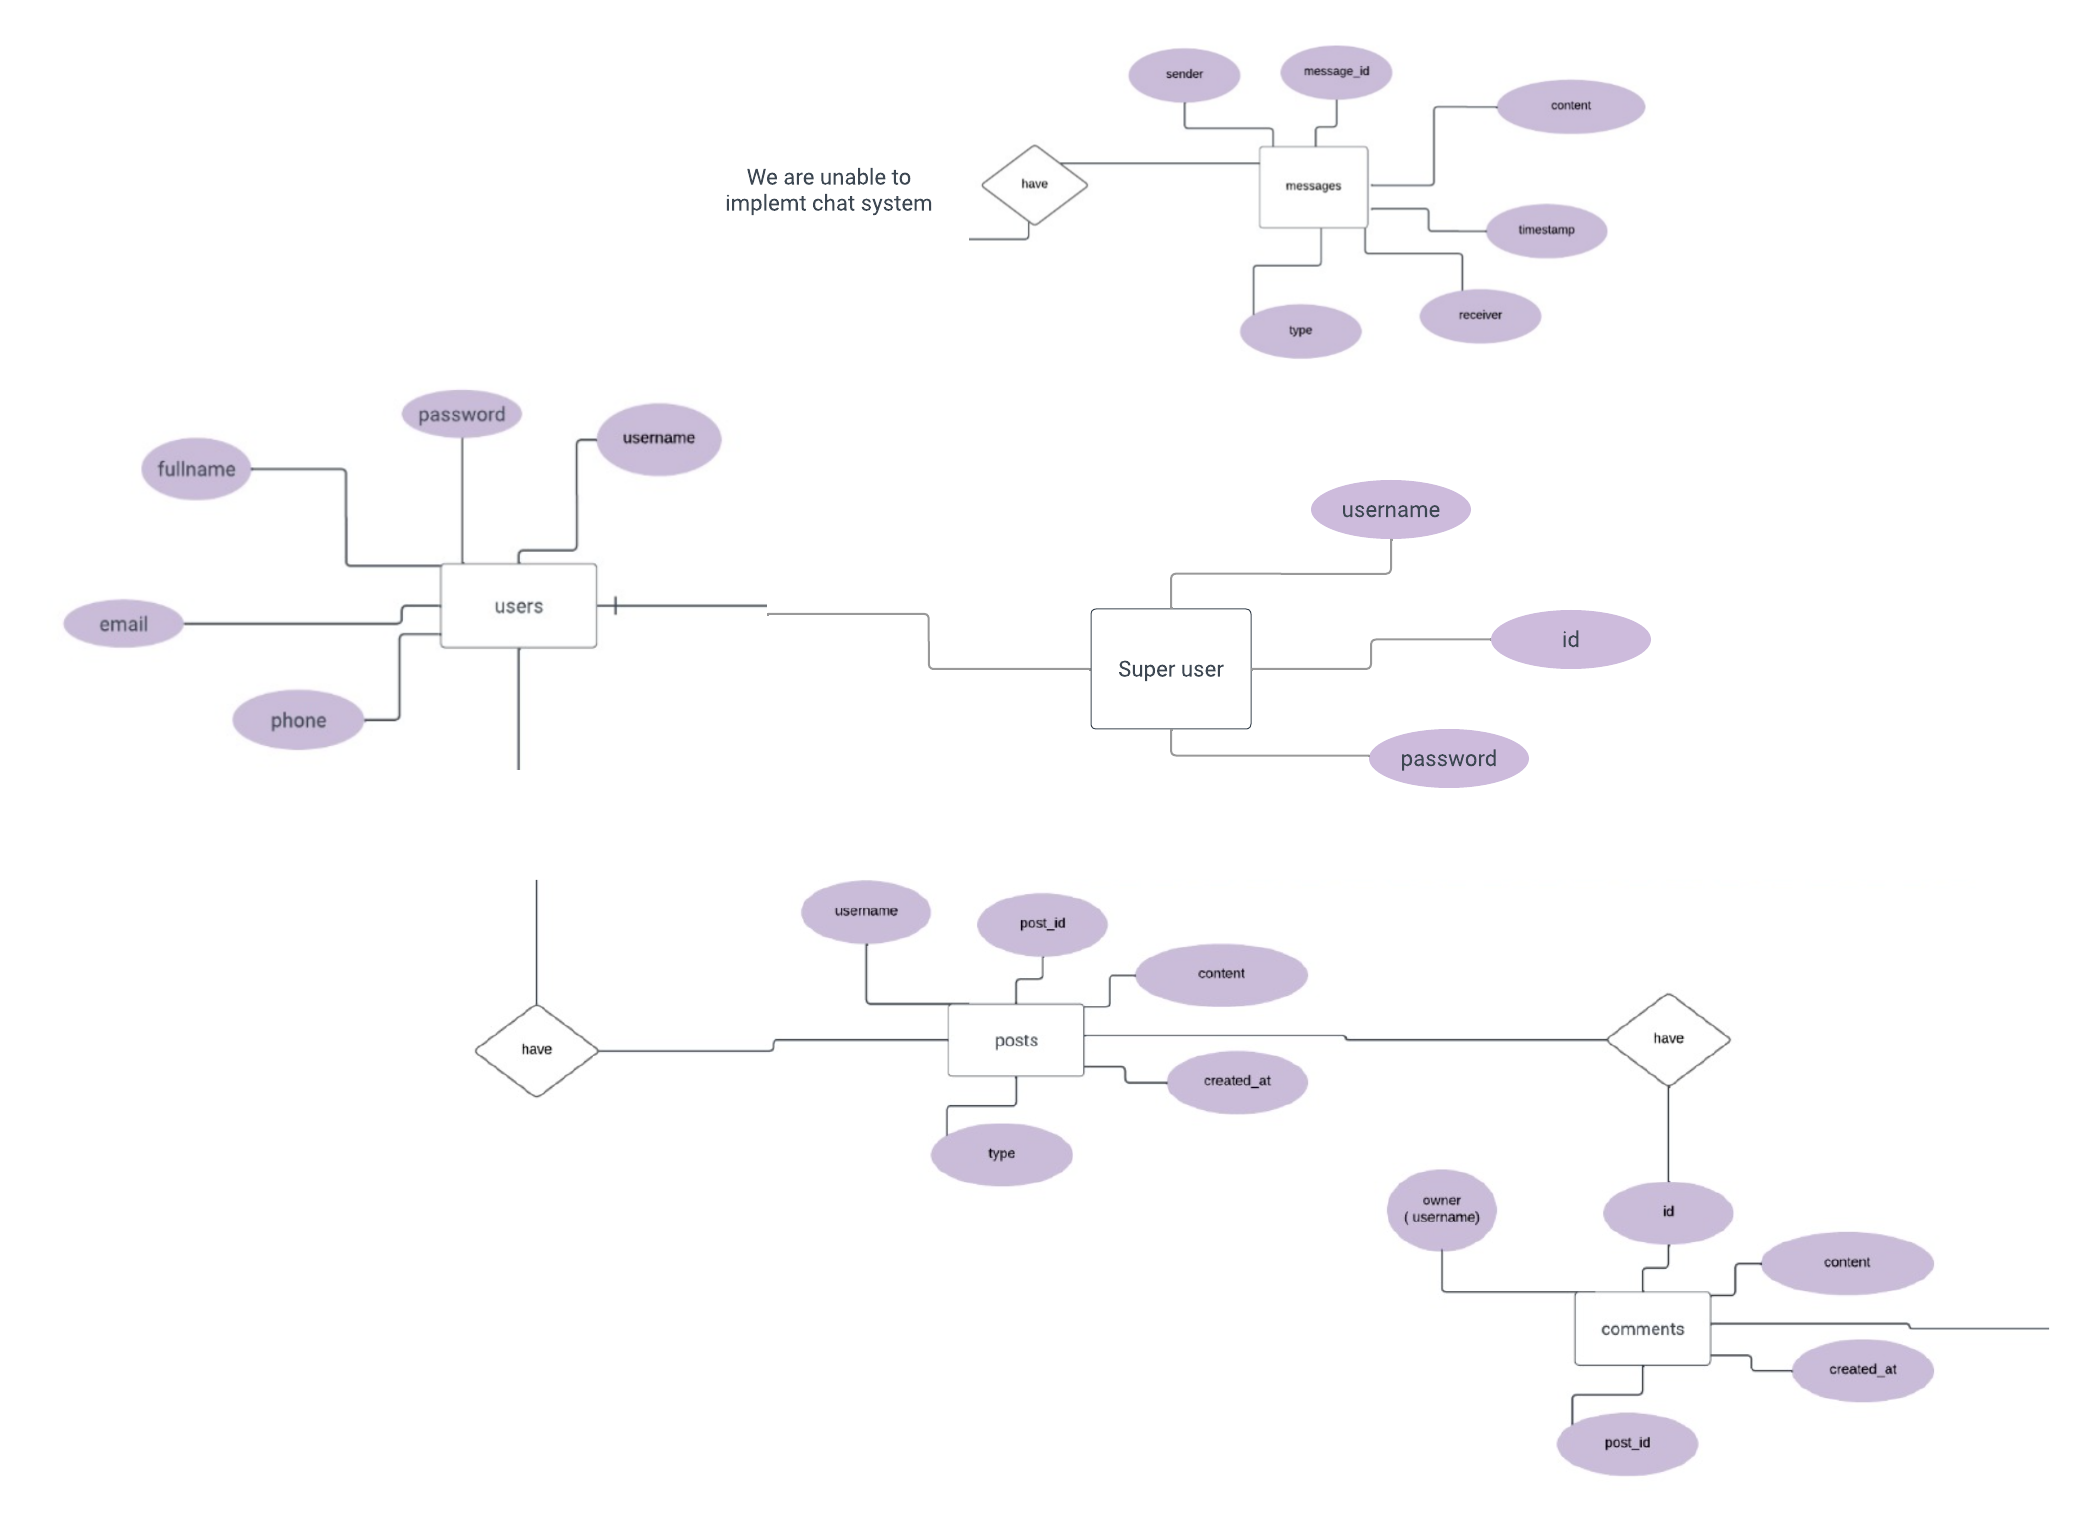 sender
message_id
content
We are unable to
implemt chat system
have
messages
timestamp
type
receiver
password
username
fullname
users
email
phone
username
id
Super user
password
username
post_id
content
have
posts
have
created_at
type
owner
( username)
id
content
comments
created_at
post_id